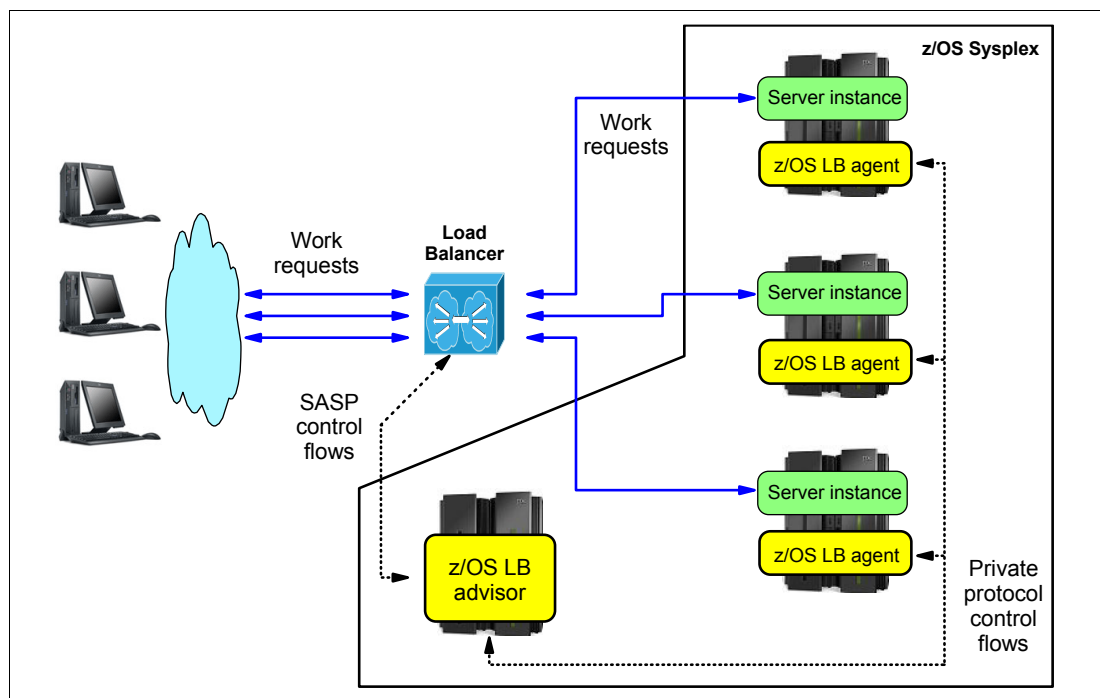 z/OS Sysplex
Server instance
z/OS LB agent
Work
requests
Load
Balancer
Work
requests
Server instance
z/OS LB agent
SASP
control
flows
Server instance
z/OS LB agent
z/OS LB
advisor
Private
protocol
control
flows